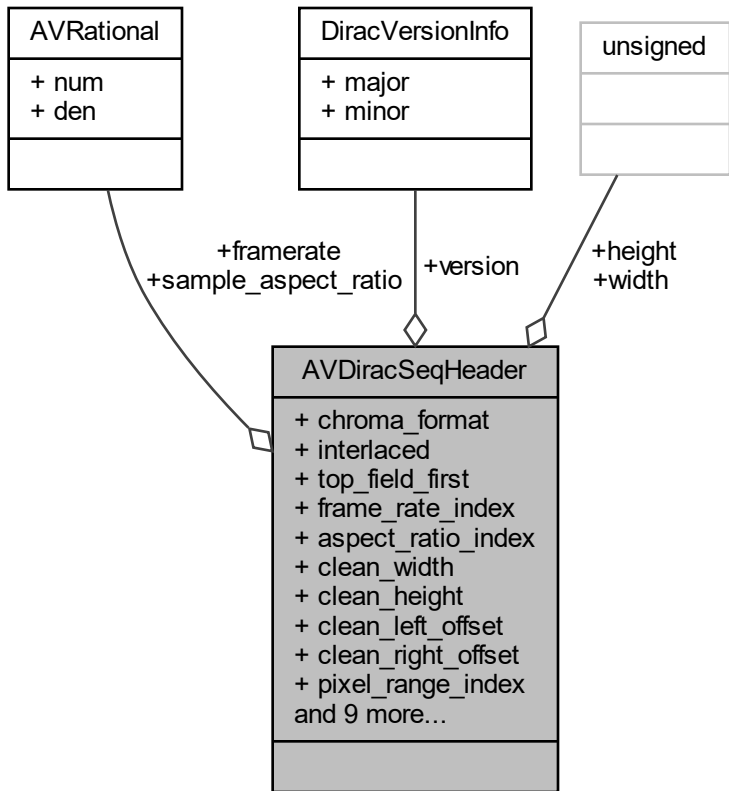 AVRational
+ num
+ den
DiracVersionInfo
+ major
+ minor
unsigned
+framerate
+sample_aspect_ratio
+version
+height
+width
AVDiracSeqHeader
+ chroma_format
+ interlaced
+ top_field_first
+ frame_rate_index
+ aspect_ratio_index
+ clean_width
+ clean_height
+ clean_left_offset
+ clean_right_offset
+ pixel_range_index
and 9 more...